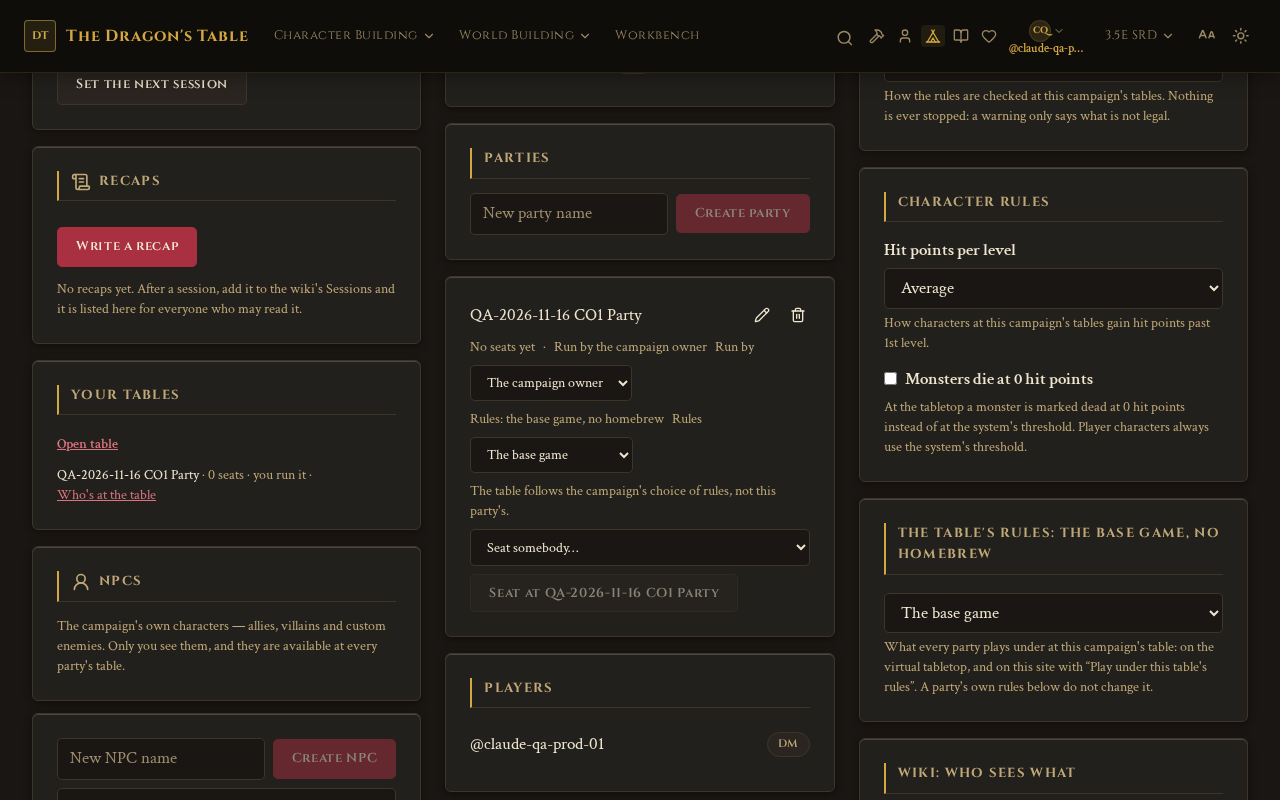 DT The Dragon's Table Character Building World Building Workbench CQ @claude-qa-p... 3.5E SRD AA
Set the next session
Recaps
Write a recap
No recaps yet. After a session, add it to the wiki's Sessions and
it is listed here for everyone who may read it.
Your tables
Open table
QA-2026-11-16 CO1 Party · 0 seats · you run it ·
Who's at the table
NPCs
The campaign's own characters — allies, villains and custom
enemies. Only you see them, and they are available at every
party's table.
New NPC name Create NPC
Parties
New party name Create party
QA-2026-11-16 CO1 Party
No seats yet · Run by the campaign owner Run by
The campaign owner
Rules: the base game, no homebrew Rules
The base game
The table follows the campaign's choice of rules, not this
party's.
Seat somebody...
Seat at QA-2026-11-16 CO1 Party
Players
@claude-qa-prod-01 DM
How the rules are checked at this campaign's tables. Nothing
is ever stopped: a warning only says what is not legal.
Character rules
Hit points per level
Average
How characters at this campaign's tables gain hit points past
1st level.
Monsters die at 0 hit points
At the tabletop a monster is marked dead at 0 hit points
instead of at the system's threshold. Player characters always
use the system's threshold.
The table's rules: the base game, no
homebrew
The base game
What every party plays under at this campaign's table: on the
virtual tabletop, and on this site with “Play under this table's
rules”. A party's own rules below do not change it.
Wiki: who sees what